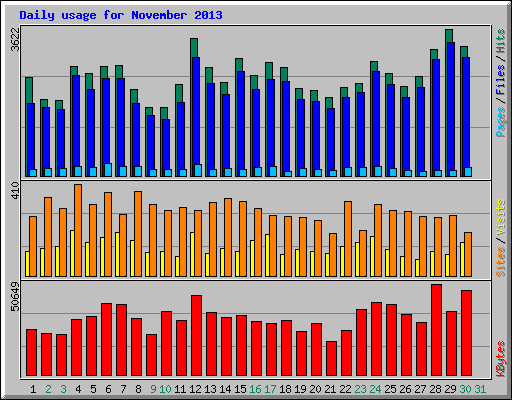 Daily usage for November 2013
3622
Pages / Files / Hits
410
Sites / Visits
50649
KBytes
1 2 3 4 5 6 7 8 9 10 11 12 13 14 15 16 17 18 19 20 21 22 23 24 25 26 27 28 29 30 31